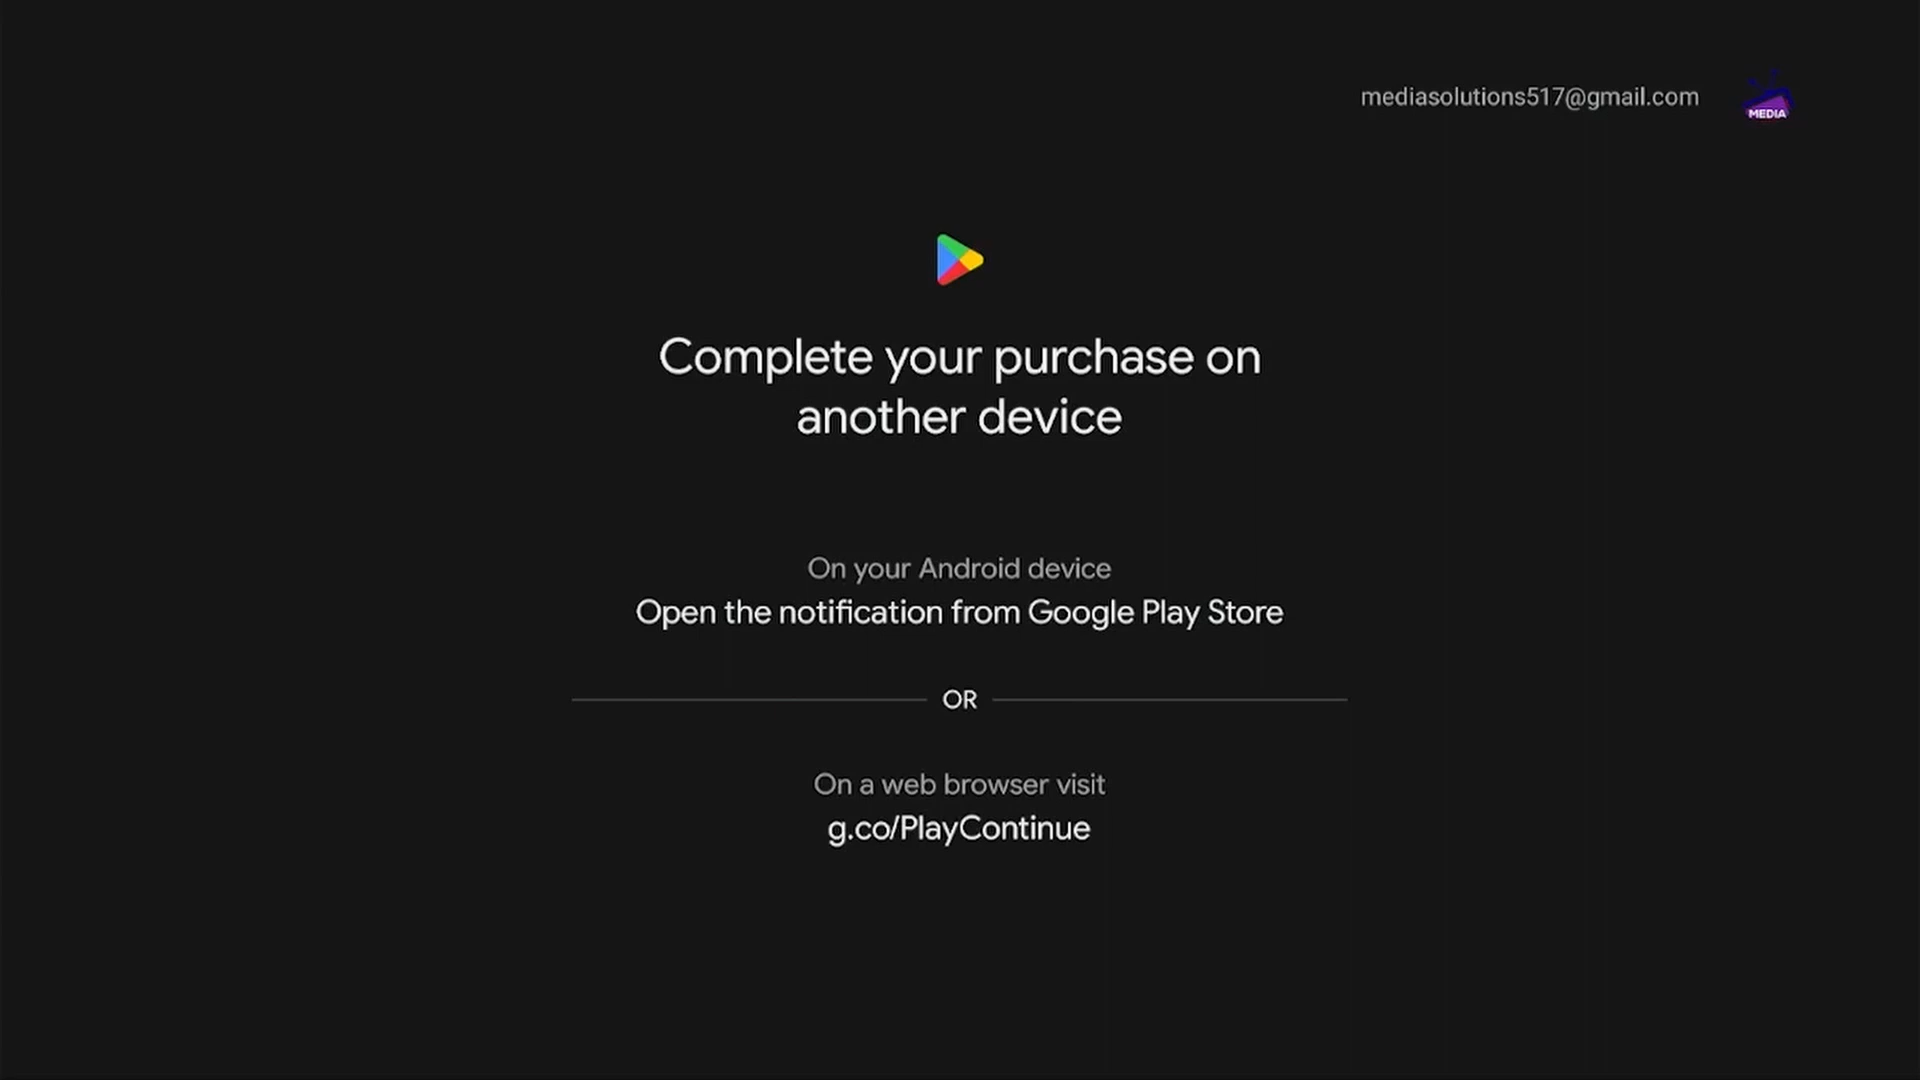 mediasolutions517@gmail.com
MEDIA
Complete your purchase on
another device
On your Android device
Open the notification from Google Play Store
OR
On a web browser visit
g.co/PlayContinue